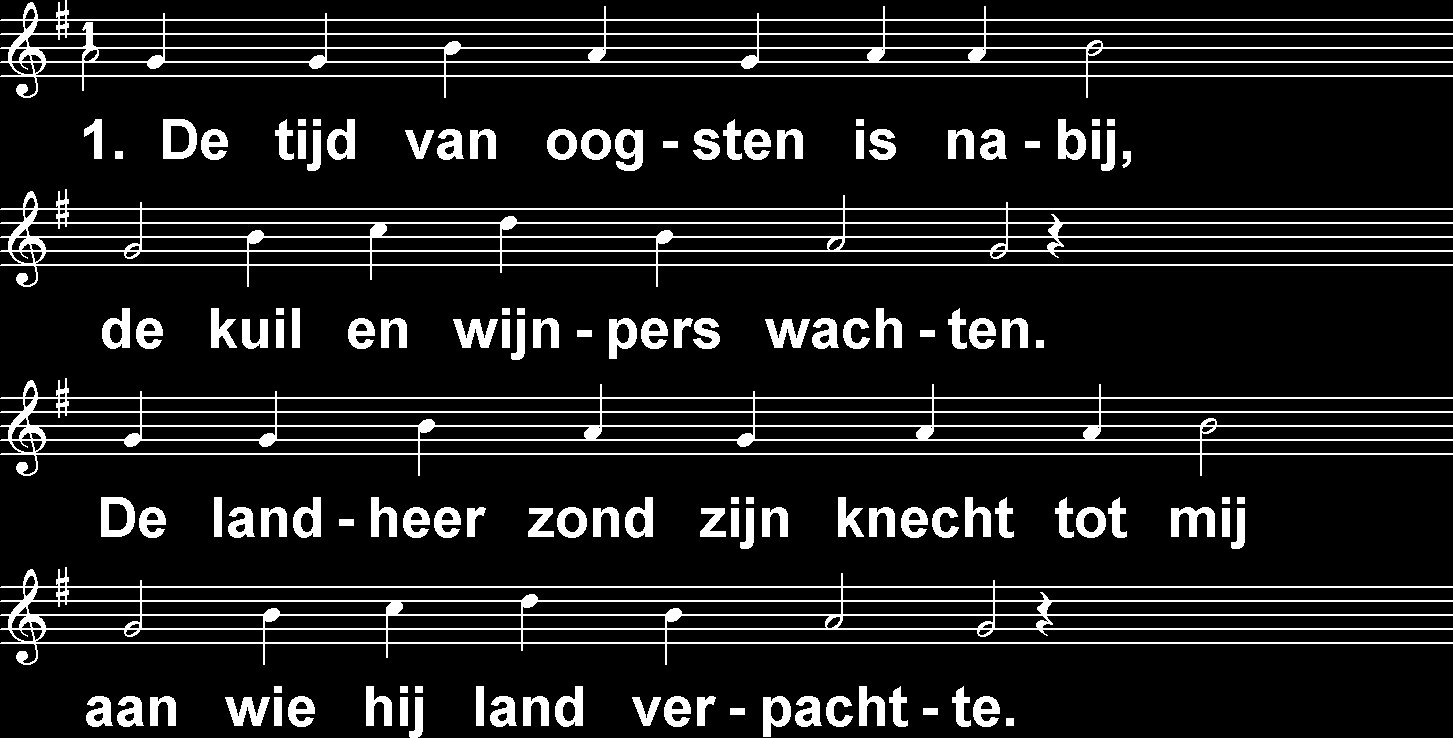 1
1. De tijd van oog - sten is na - bij,
de kuil en wijn - pers wach - ten.
De land - heer zond zijn knecht tot mij
aan wie hij land ver - pacht - te.